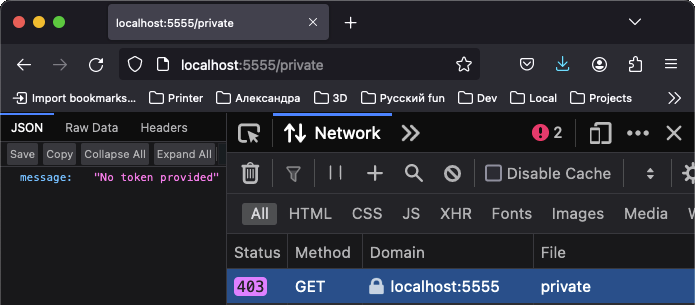 localhost:5555/private
localhost:5555/private
Import bookmarks... Printer Александра 3D Русский fun Dev Local Projects
JSON Raw Data Headers
Save Copy Collapse All Expand All
message: "No token provided"
Network 2
Disable Cache
All HTML CSS JS XHR Fonts Images Media W
Status Method Domain File
403 GET localhost:5555 private